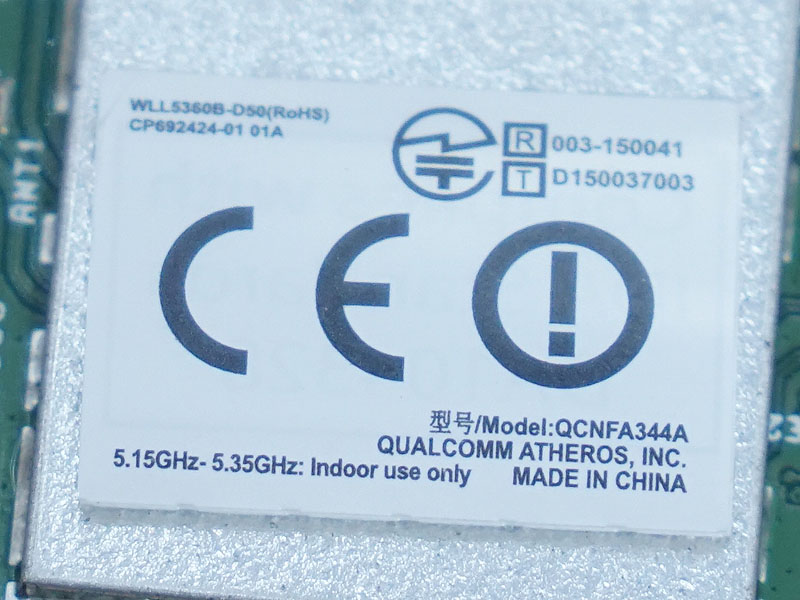 WLL5360B-D50(RoHS)
CP692424-01 01A
R 003-150041
T D150037003
CE
型号/Model:QCNFA344A
QUALCOMM ATHEROS, INC.
5.15GHz- 5.35GHz: Indoor use only
MADE IN CHINA
ANT1